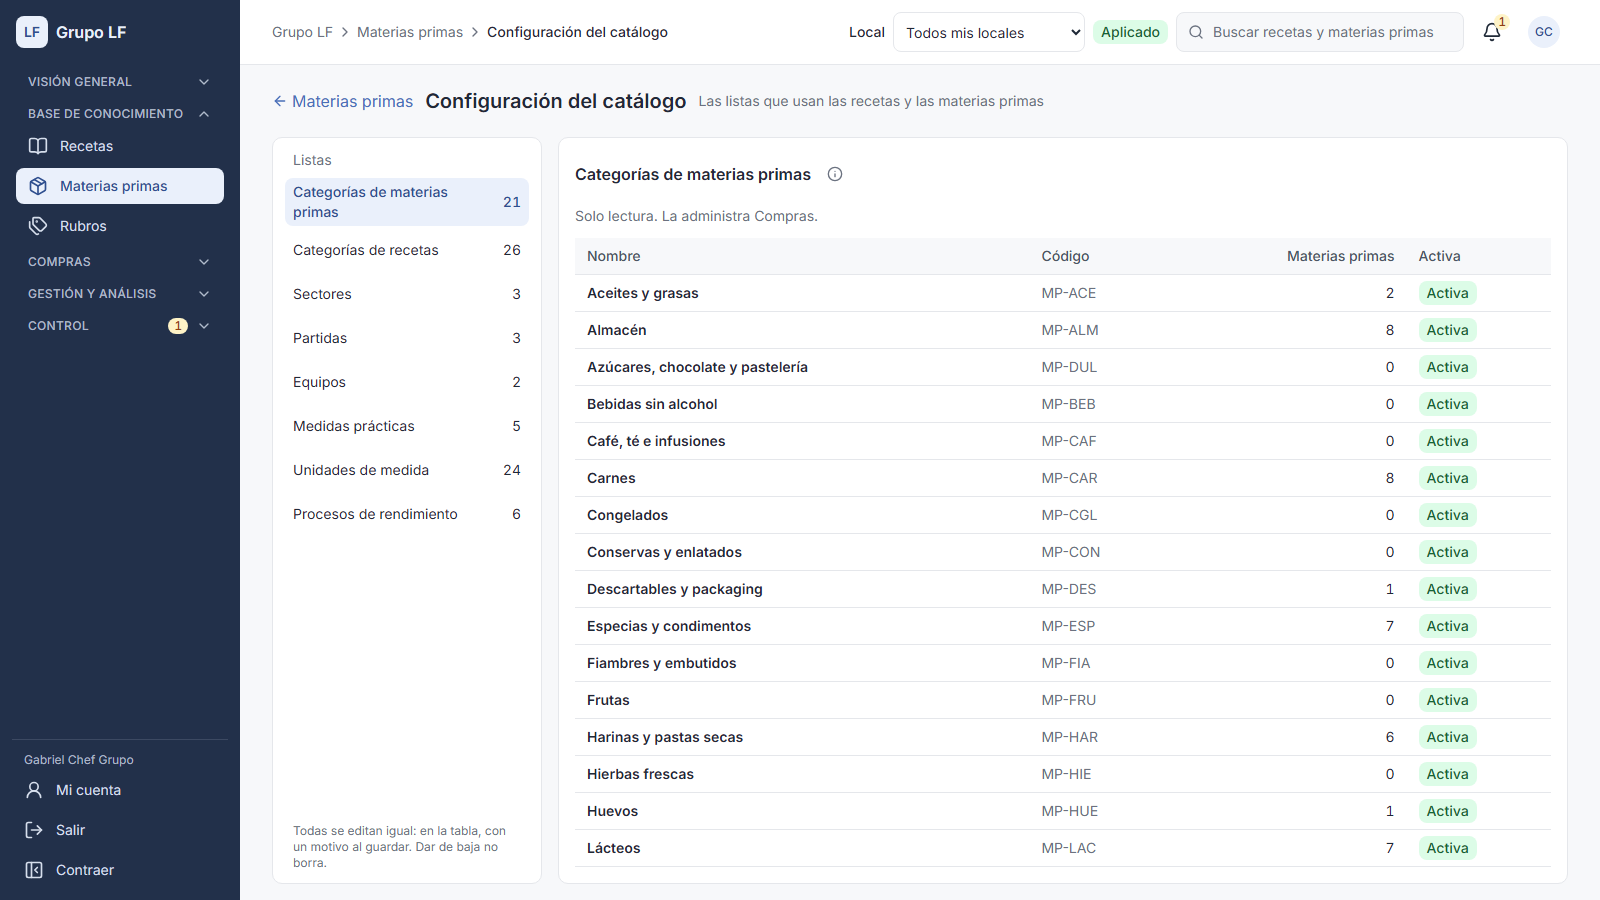 LF Grupo LF
VISIÓN GENERAL
BASE DE CONOCIMIENTO
Recetas
Materias primas
Rubros
COMPRAS
GESTIÓN Y ANÁLISIS
CONTROL 1
Gabriel Chef Grupo
Mi cuenta
Salir
Contraer
Grupo LF > Materias primas > Configuración del catálogo
Local Todos mis locales Aplicado Buscar recetas y materias primas 1 GC
← Materias primas Configuración del catálogo Las listas que usan las recetas y las materias primas
Listas
Categorías de materias
primas 21
Categorías de recetas 26
Sectores 3
Partidas 3
Equipos 2
Medidas prácticas 5
Unidades de medida 24
Procesos de rendimiento 6
Todas se editan igual: en la tabla, con
un motivo al guardar. Dar de baja no
borra.
Categorías de materias primas
Solo lectura. La administra Compras.
Nombre Código Materias primas Activa
Aceites y grasas MP-ACE 2 Activa
Almacén MP-ALM 8 Activa
Azúcares, chocolate y pastelería MP-DUL 0 Activa
Bebidas sin alcohol MP-BEB 0 Activa
Café, té e infusiones MP-CAF 0 Activa
Carnes MP-CAR 8 Activa
Congelados MP-CGL 0 Activa
Conservas y enlatados MP-CON 0 Activa
Descartables y packaging MP-DES 1 Activa
Especias y condimentos MP-ESP 7 Activa
Fiambres y embutidos MP-FIA 0 Activa
Frutas MP-FRU 0 Activa
Harinas y pastas secas MP-HAR 6 Activa
Hierbas frescas MP-HIE 0 Activa
Huevos MP-HUE 1 Activa
Lácteos MP-LAC 7 Activa